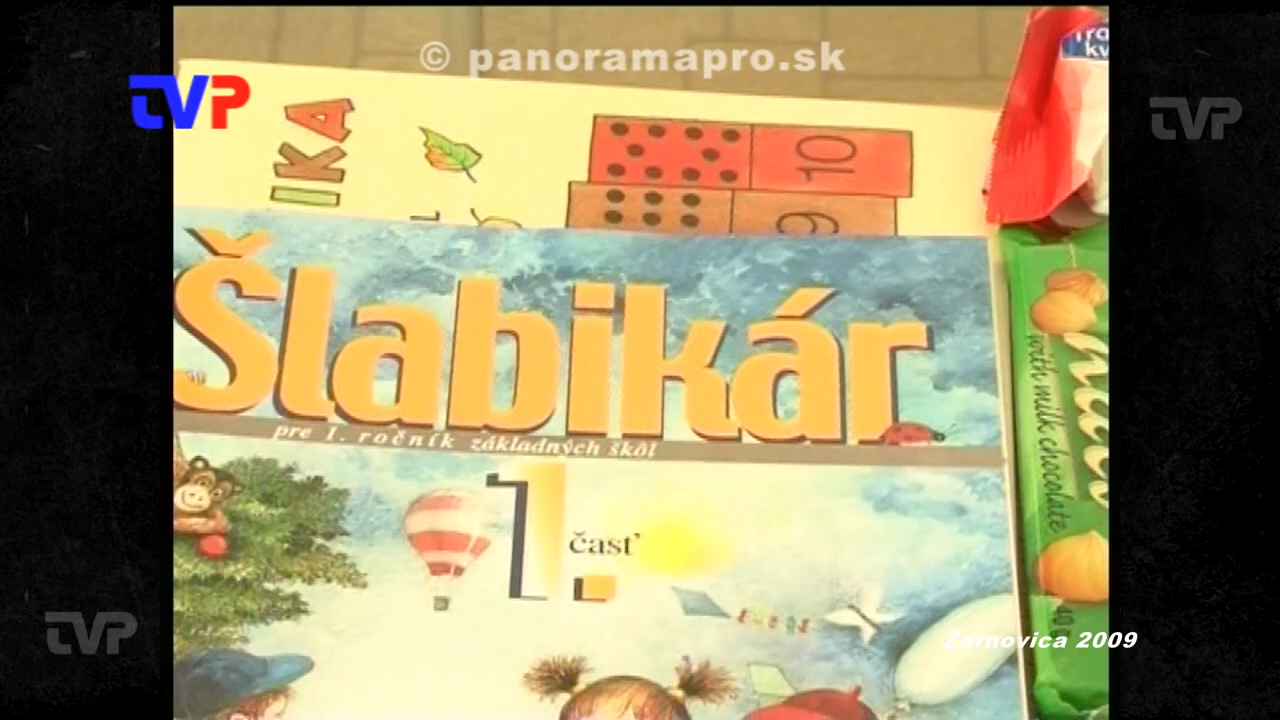 © panoramapro.sk
TVP
TVP
IKA
10
9
Šlabikár
pre 1. ročník základných škôl
1. časť
with milk chocolate
TVP
Žarnovica 2009